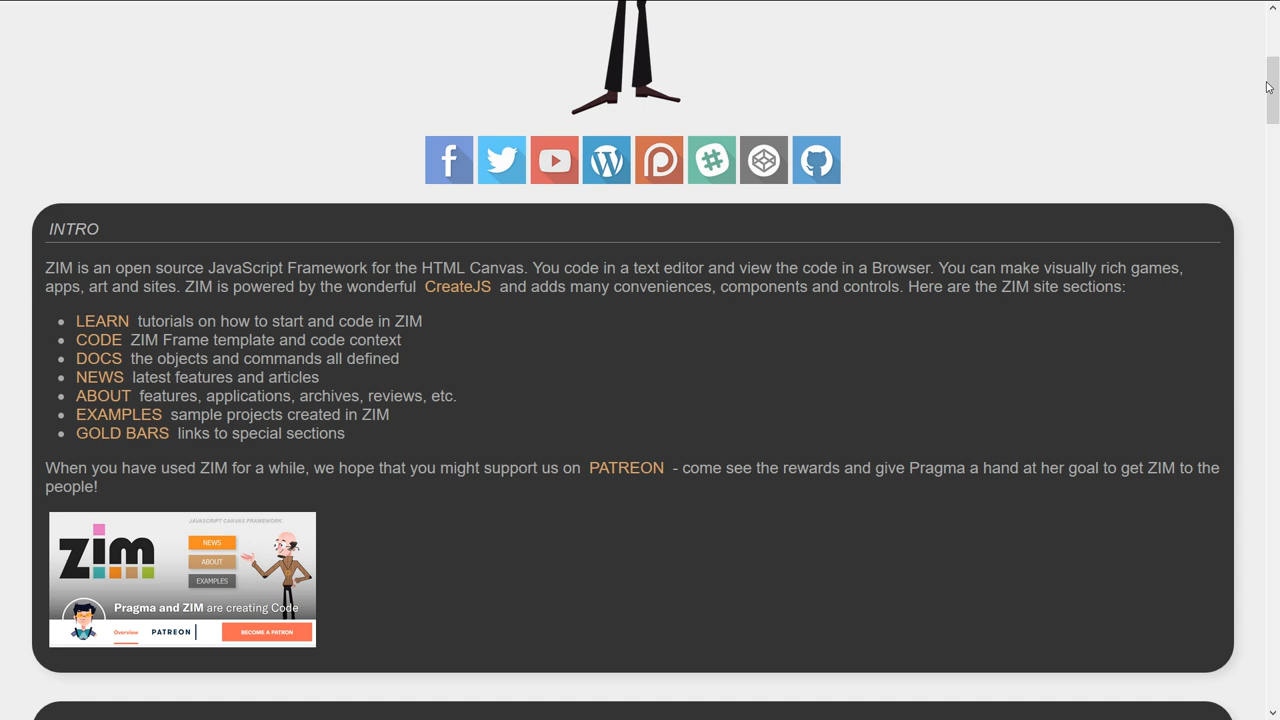 INTRO
ZIM is an open source JavaScript Framework for the HTML Canvas. You code in a text editor and view the code in a Browser. You can make visually rich games,
apps, art and sites. ZIM is powered by the wonderful CreateJS and adds many conveniences, components and controls. Here are the ZIM site sections:
LEARN tutorials on how to start and code in ZIM
CODE ZIM Frame template and code context
DOCS the objects and commands all defined
NEWS latest features and articles
ABOUT features, applications, archives, reviews, etc.
EXAMPLES sample projects created in ZIM
GOLD BARS links to special sections
When you have used ZIM for a while, we hope that you might support us on PATREON - come see the rewards and give Pragma a hand at her goal to get ZIM to the
people!
JAVASCRIPT CANVAS FRAMEWORK
zim
NEWS
ABOUT
EXAMPLES
Pragma and ZIM are creating Code
Overview PATREON BECOME A PATRON